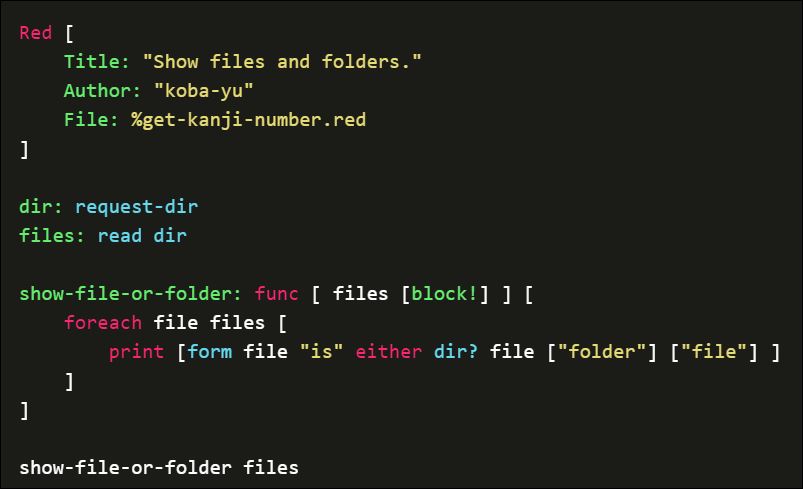 Red [
    Title: "Show files and folders."
    Author: "koba-yu"
    File: %get-kanji-number.red
]

dir: request-dir
files: read dir

show-file-or-folder: func [ files [block!] ] [
    foreach file files [
        print [form file "is" either dir? file ["folder"] ["file"] ]
    ]
]

show-file-or-folder files